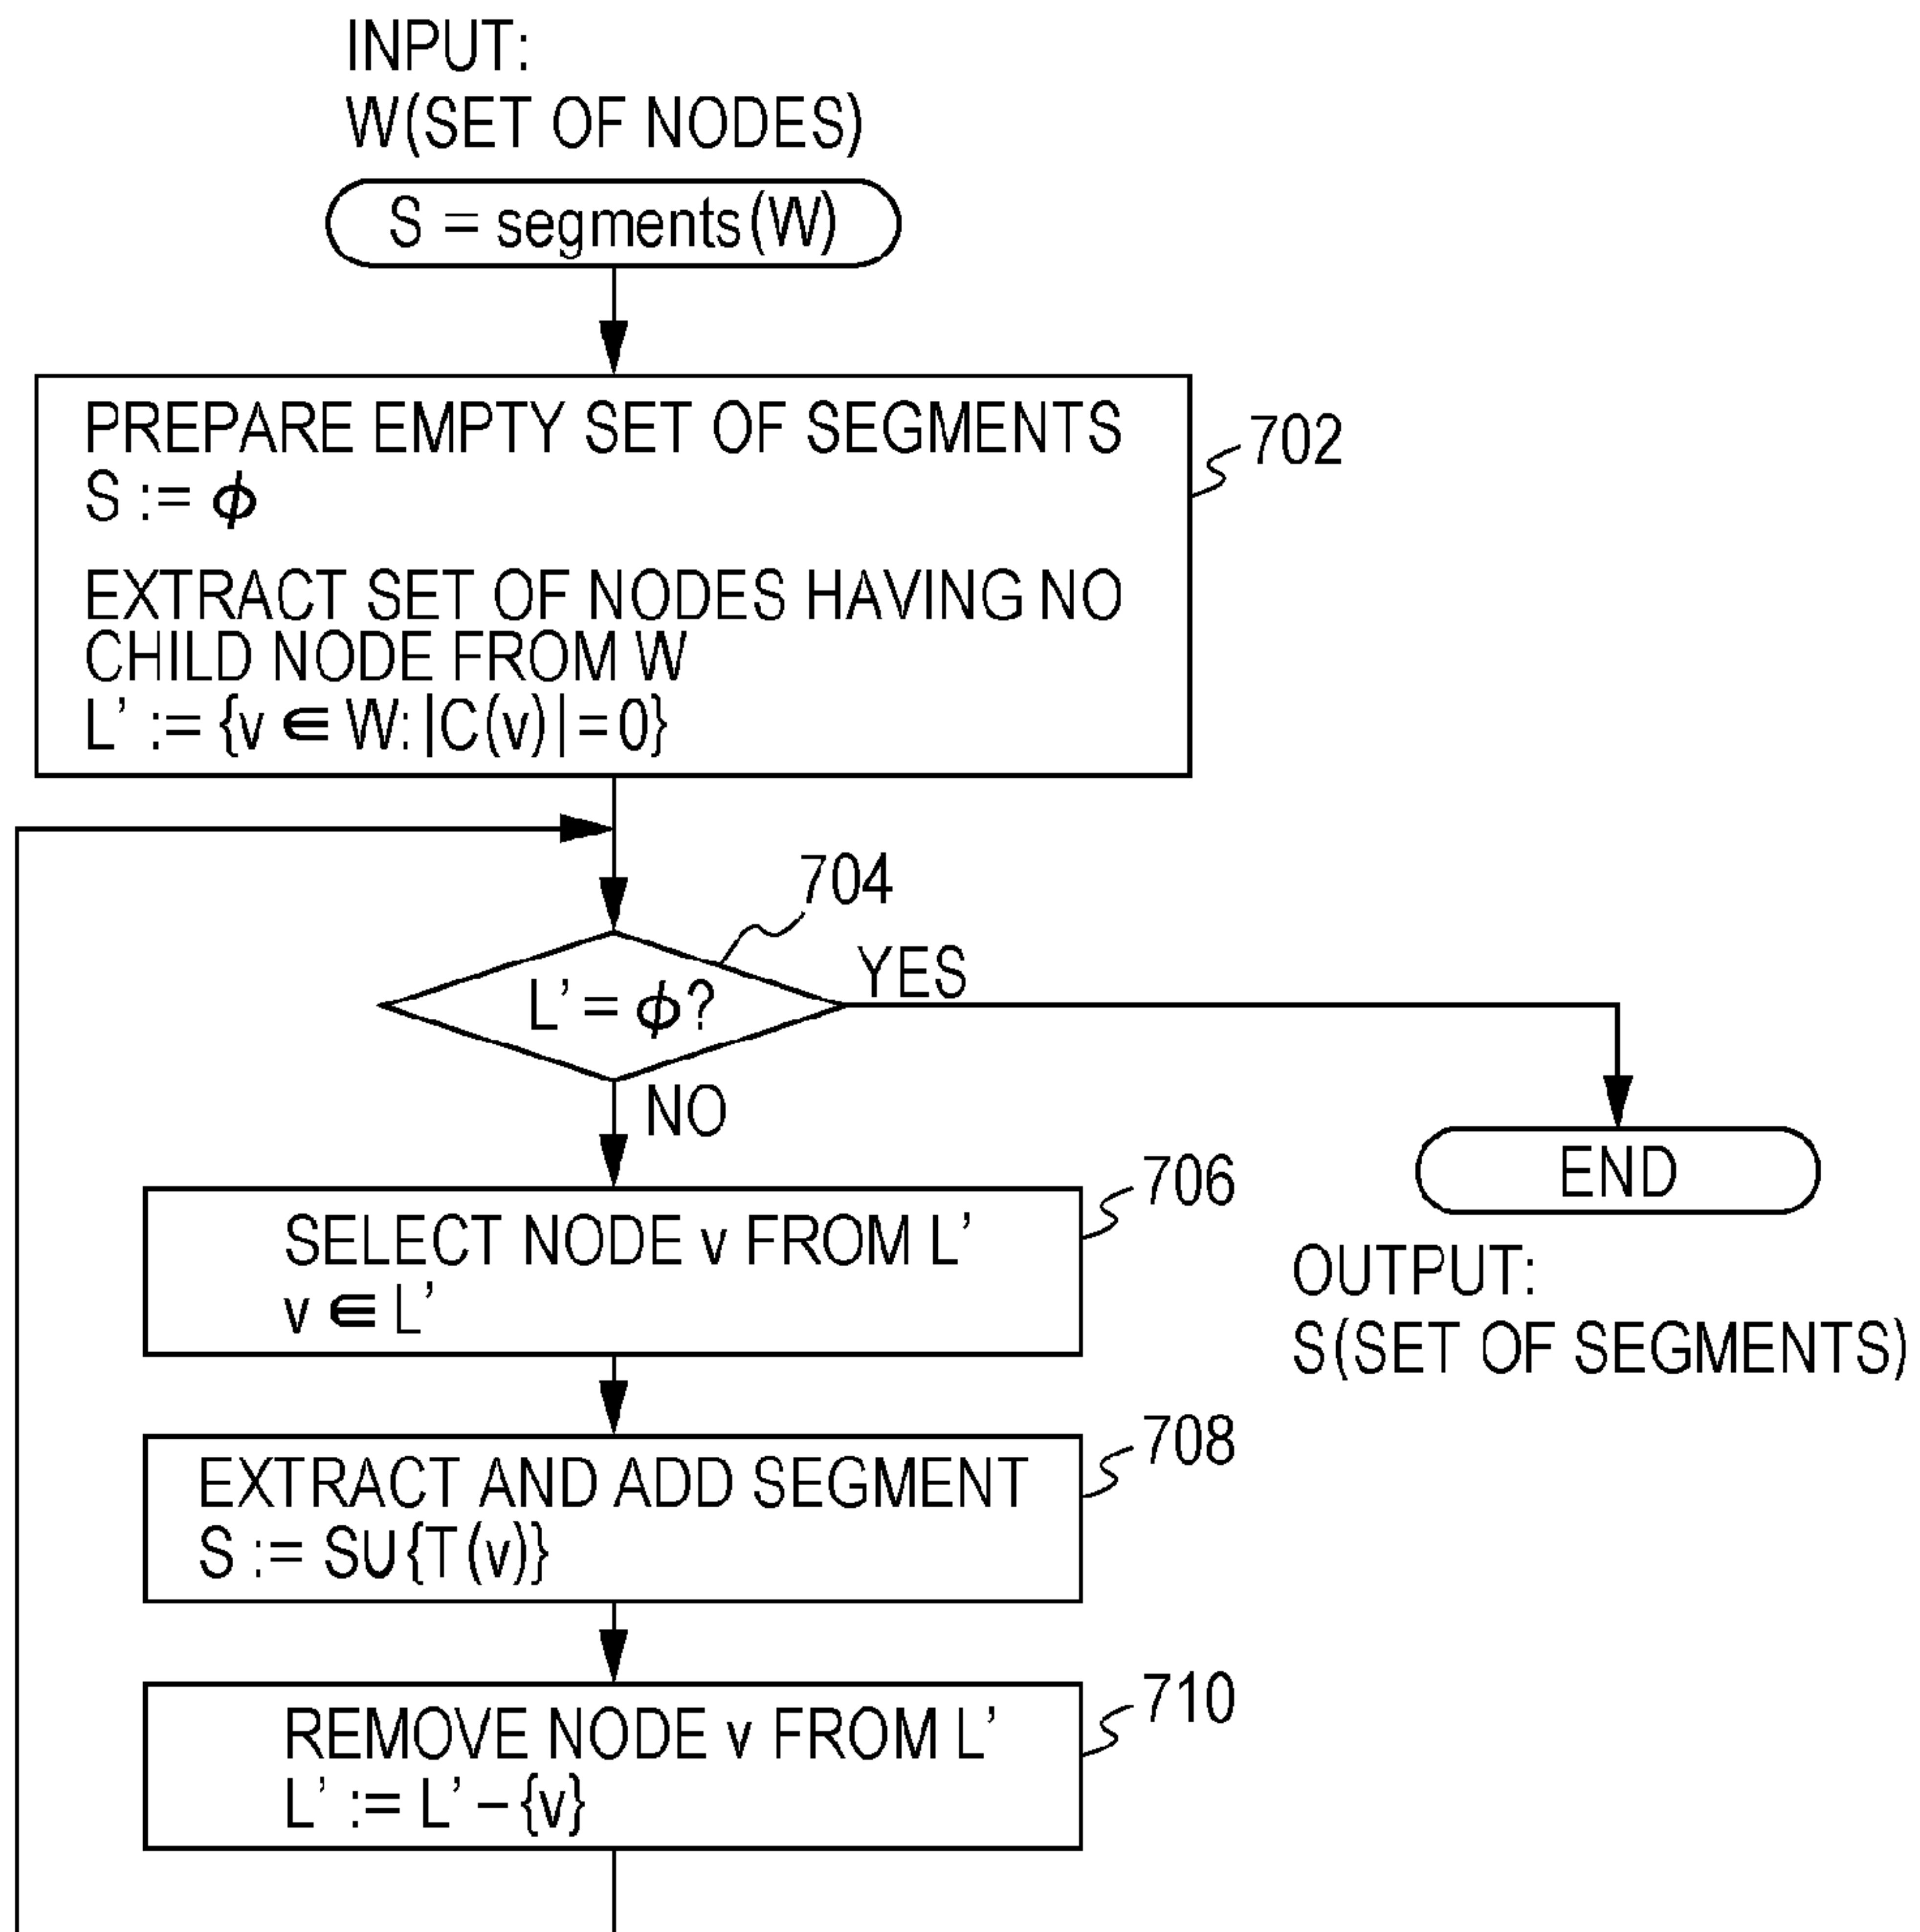 INPUT:
W(SET OF NODES)
S = segments(W)
PREPARE EMPTY SET OF SEGMENTS
S := ϕ
EXTRACT SET OF NODES HAVING NO
CHILD NODE FROM W
L' := {v ∈ W:|C(v)|=0}
702
704
L' = ϕ?
YES
NO
END
OUTPUT:
S(SET OF SEGMENTS)
706
SELECT NODE v FROM L'
v ∈ L'
708
EXTRACT AND ADD SEGMENT
S := S∪{T(v)}
710
REMOVE NODE v FROM L'
L' := L'−{v}